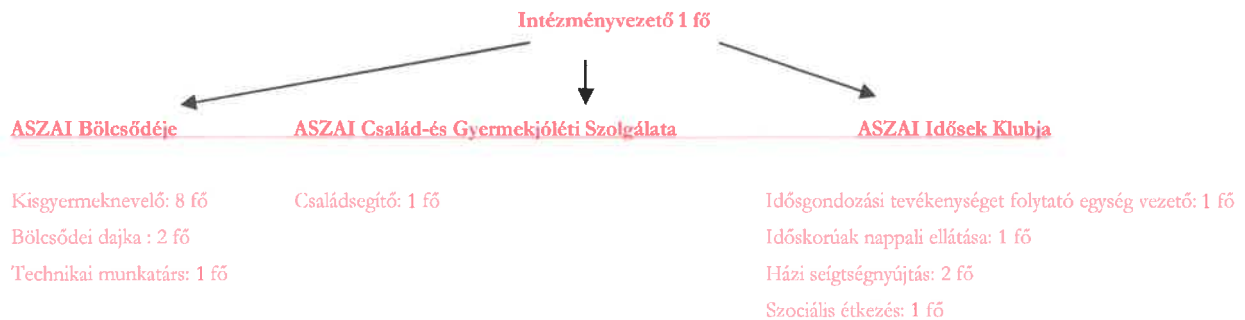 Intézményvezető 1 fő
ASZAI Bölcsődéje
ASZAI Család-és Gyermekjóléti Szolgálata
ASZAI Idősek Klubja
Kisgyermeknevelő: 8 fő
Bölcsődei dajka : 2 fő
Technikai munkatárs: 1 fő
Családsegítő: 1 fő
Idősgondozási tevékenységet folytató egység vezető: 1 fő
Időskorúak nappali ellátása: 1 fő
Házi seígtségnyújtás: 2 fő
Szociális étkezés: 1 fő